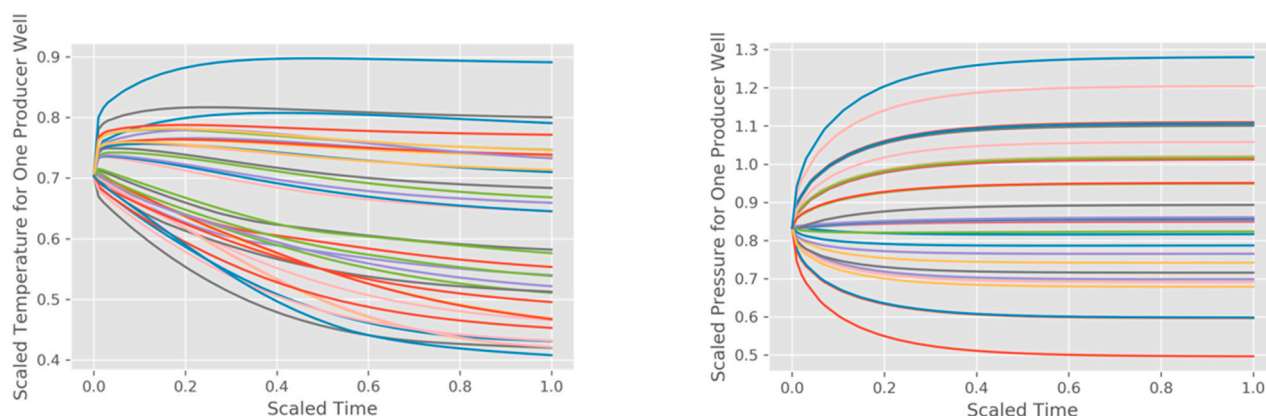 Scaled Temperature for One Producer Well
0.9
0.8
0.7
0.6
0.5
0.4
0.0 0.2 0.4 0.6 0.8 1.0
Scaled Time
Scaled Pressure for One Producer Well
1.3
1.2
1.1
1.0
0.9
0.8
0.7
0.6
0.5
0.0 0.2 0.4 0.6 0.8 1.0
Scaled Time